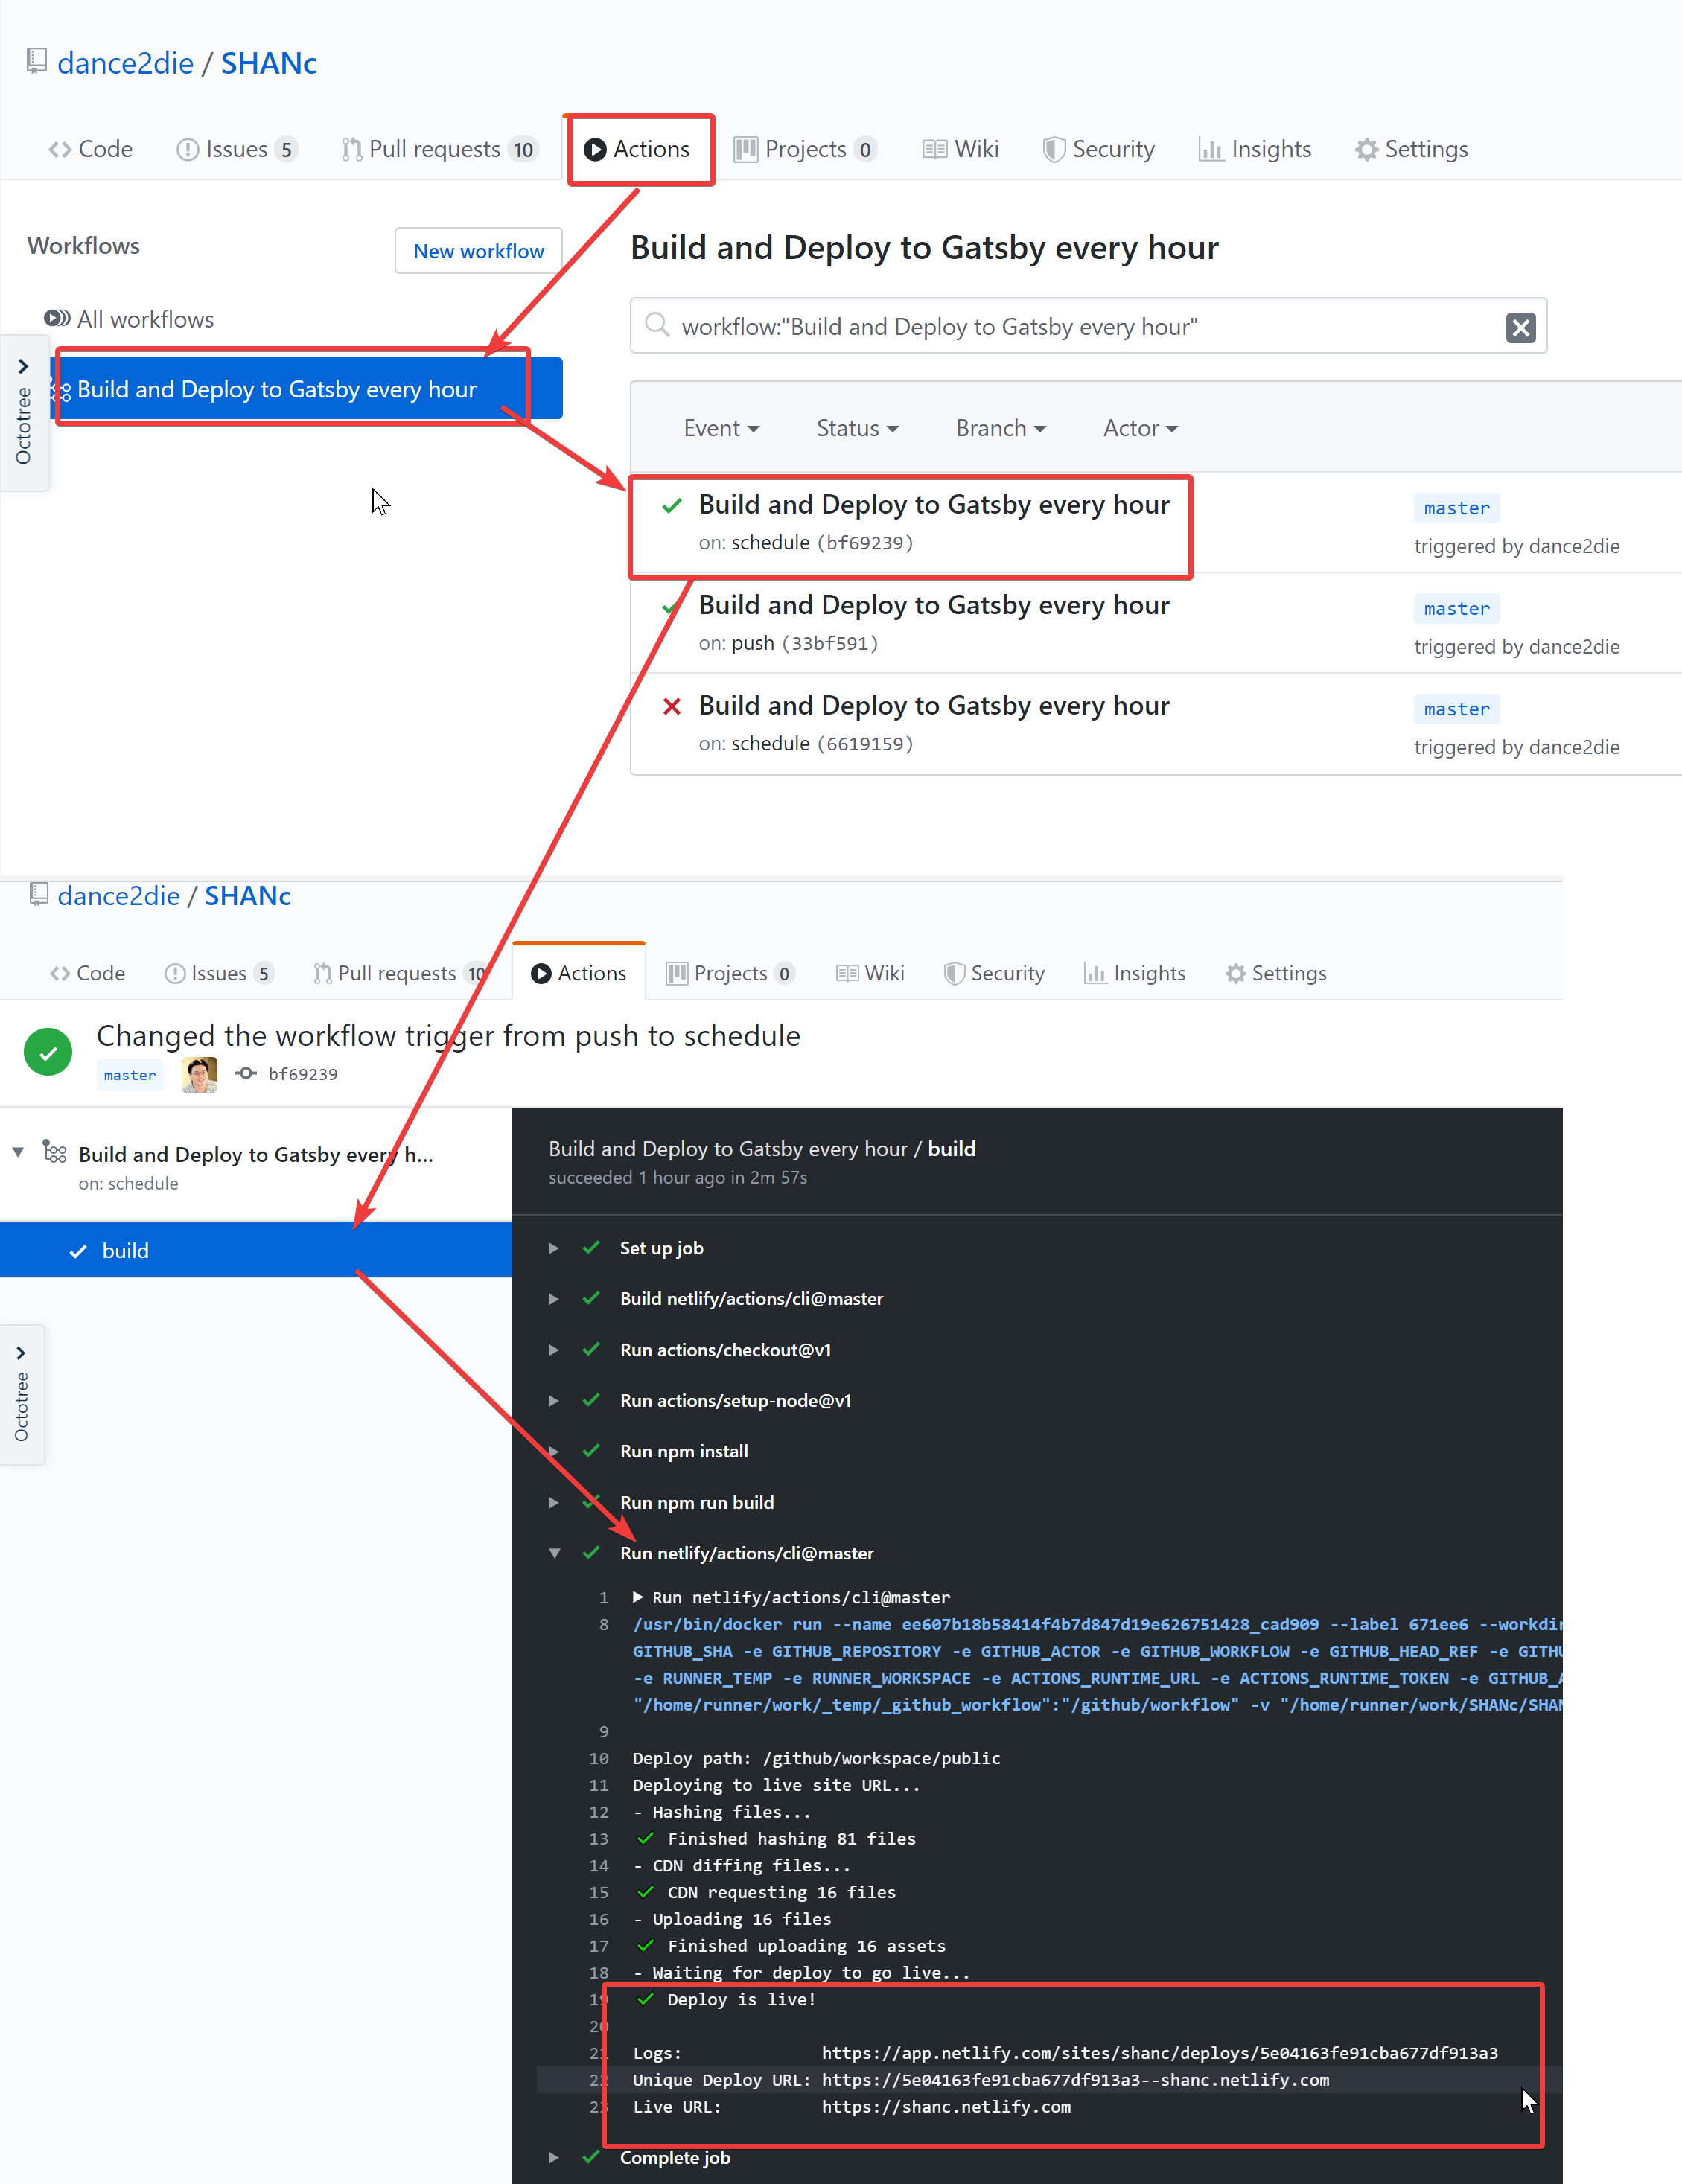 dance2die / SHANc
Code Issues 5 Pull requests 10 Actions Projects 0 Wiki Security Insights Settings
Workflows
New workflow
All workflows
Build and Deploy to Gatsby every hour
Octotree
Build and Deploy to Gatsby every hour
workflow:"Build and Deploy to Gatsby every hour"
Event Status Branch Actor
Build and Deploy to Gatsby every hour
master
on: schedule (bf69239)
triggered by dance2die
Build and Deploy to Gatsby every hour
master
on: push (33bf591)
triggered by dance2die
Build and Deploy to Gatsby every hour
master
on: schedule (6619159)
triggered by dance2die
dance2die / SHANc
Code Issues 5 Pull requests 10 Actions Projects 0 Wiki Security Insights Settings
Changed the workflow trigger from push to schedule
master bf69239
Build and Deploy to Gatsby every h...
on: schedule
build
Octotree
Build and Deploy to Gatsby every hour / build
succeeded 1 hour ago in 2m 57s
Set up job
Build netlify/actions/cli@master
Run actions/checkout@v1
Run actions/setup-node@v1
Run npm install
Run npm run build
Run netlify/actions/cli@master
1 Run netlify/actions/cli@master
8 /usr/bin/docker run --name ee607b18b58414f4b7d847d19e626751428_cad909 --label 671ee6 --workdir
GITHUB_SHA -e GITHUB_REPOSITORY -e GITHUB_ACTOR -e GITHUB_WORKFLOW -e GITHUB_HEAD_REF -e
-e RUNNER_TEMP -e RUNNER_WORKSPACE -e ACTIONS_RUNTIME_URL -e ACTIONS_RUNTIME_TOKEN -e
"/home/runner/work/_temp/_github_workflow":"/github/workflow" -v "/home/runner/work/SHANc/
9
10 Deploy path: /github/workspace/public
11 Deploying to live site URL...
12 - Hashing files...
13 Finished hashing 81 files
14 - CDN diffing files...
15 CDN requesting 16 files
16 - Uploading 16 files
17 Finished uploading 16 assets
18 - Waiting for deploy to go live...
19 Deploy is live!
20
21 Logs: https://app.netlify.com/sites/shanc/deploys/5e04163fe91cba677df913a3
22 Unique Deploy URL: https://5e04163fe91cba677df913a3--shanc.netlify.com
23 Live URL: https://shanc.netlify.com
Complete job